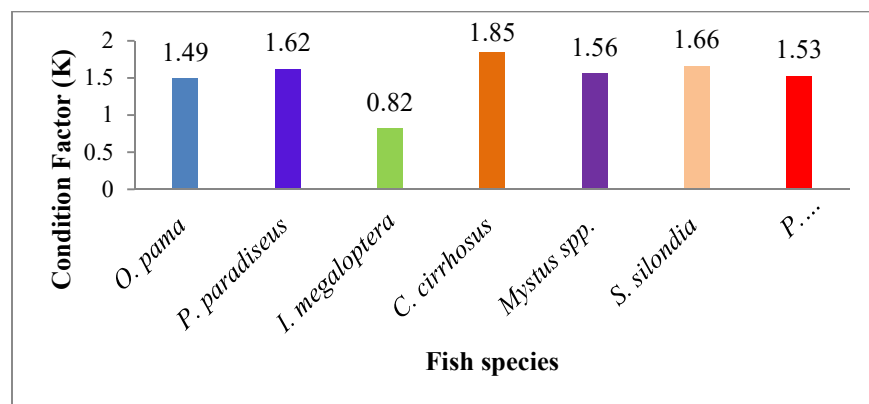 Condition Factor (K)
2
1.5
1
0.5
0
1.49
1.62
0.82
1.85
1.56
1.66
1.53
O. pama
P. paradiseus
I. megaloptera
C. cirrhosus
Mystus spp.
S. silondia
P. ...
Fish species